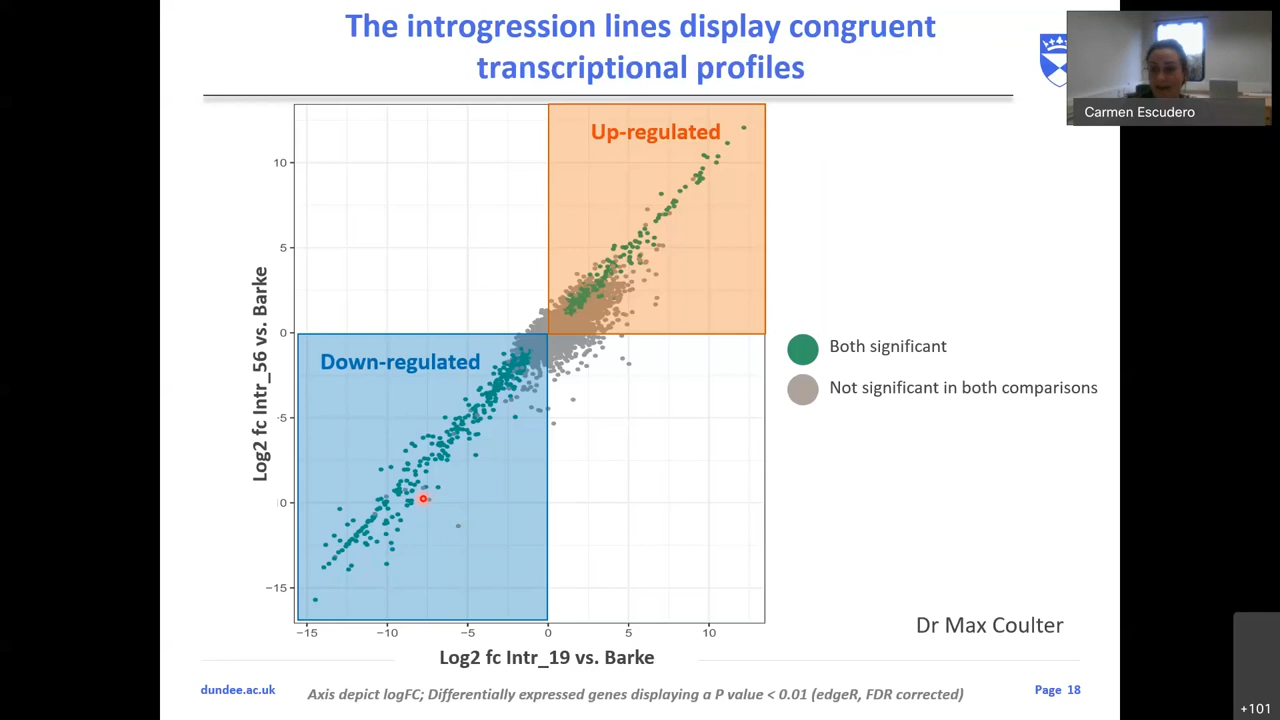 The introgression lines display congruent
transcriptional profiles
Carmen Escudero
Up-regulated
Down-regulated
10
5
0
-5
10
−15
Log2 fc Intr_56 vs. Barke
−15
−10
−5
0
5
10
Log2 fc Intr_19 vs. Barke
Both significant
Not significant in both comparisons
Dr Max Coulter
dundee.ac.uk
Axis depict logFC; Differentially expressed genes displaying a P value < 0.01 (edgeR, FDR corrected)
Page 18
+101